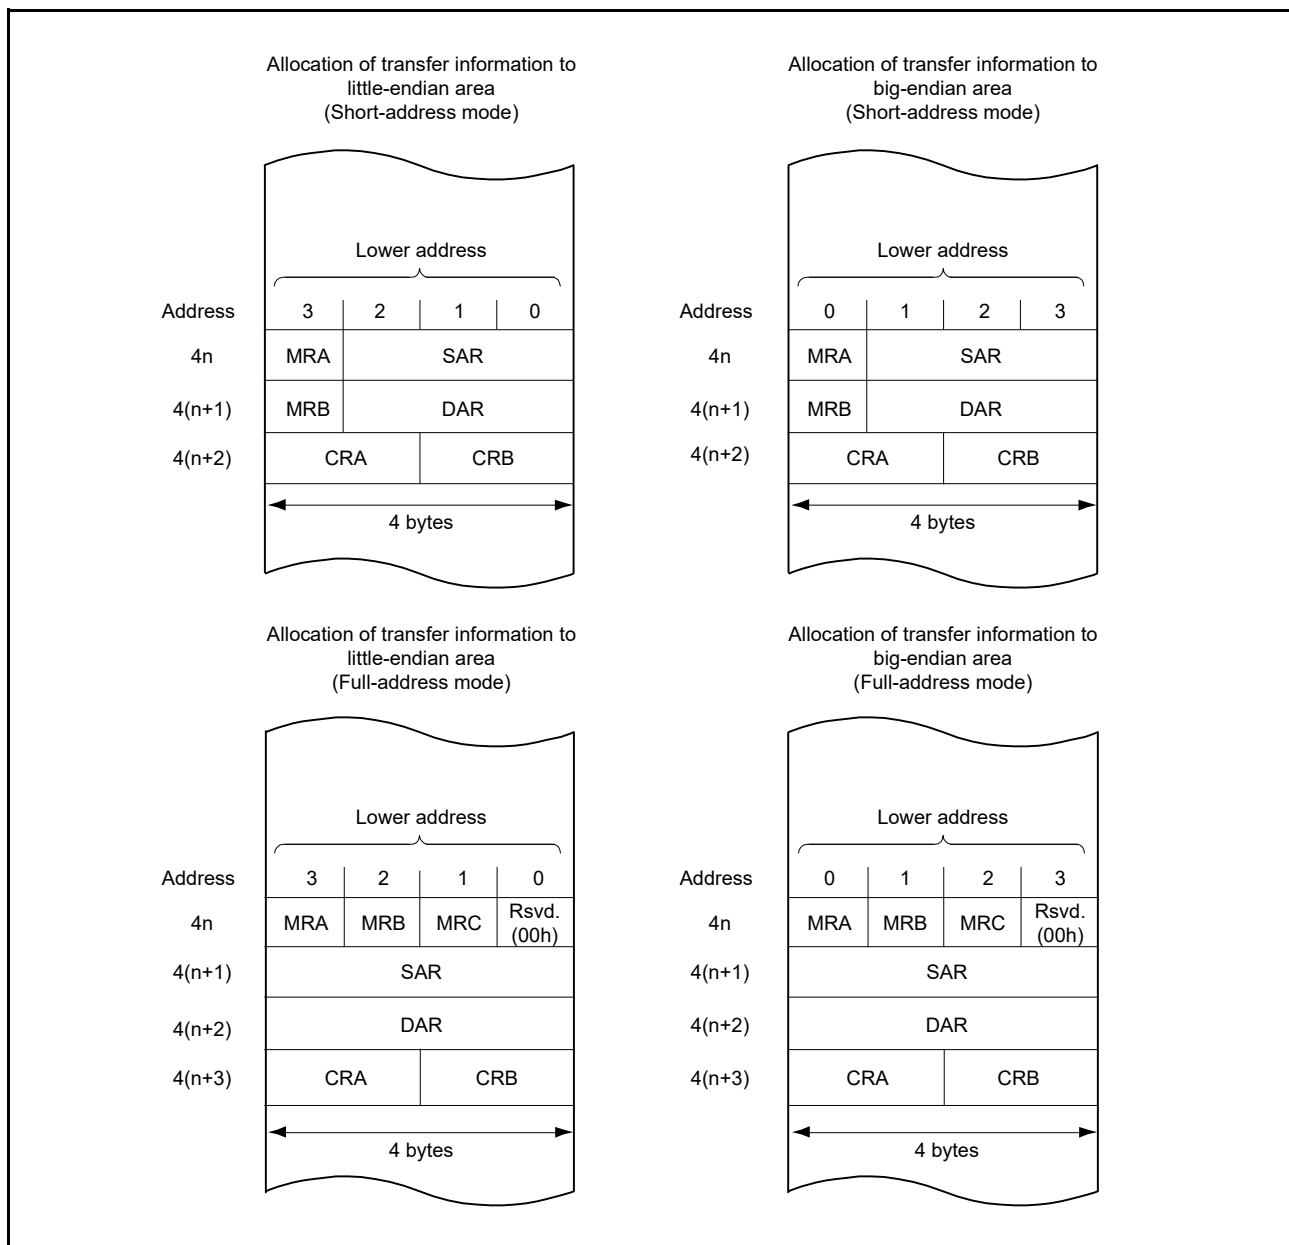 Allocation of transfer information to
little-endian area
(Short-address mode)
Lower address
Address 3 2 1 0
4n MRA SAR
4(n+1) MRB DAR
4(n+2) CRA CRB
4 bytes
Allocation of transfer information to
big-endian area
(Short-address mode)
Lower address
Address 0 1 2 3
4n MRA SAR
4(n+1) MRB DAR
4(n+2) CRA CRB
4 bytes
Allocation of transfer information to
little-endian area
(Full-address mode)
Lower address
Address 3 2 1 0
4n MRA MRB MRC Rsvd.
(00h)
4(n+1) SAR
4(n+2) DAR
4(n+3) CRA CRB
4 bytes
Allocation of transfer information to
big-endian area
(Full-address mode)
Lower address
Address 0 1 2 3
4n MRA MRB MRC Rsvd.
(00h)
4(n+1) SAR
4(n+2) DAR
4(n+3) CRA CRB
4 bytes